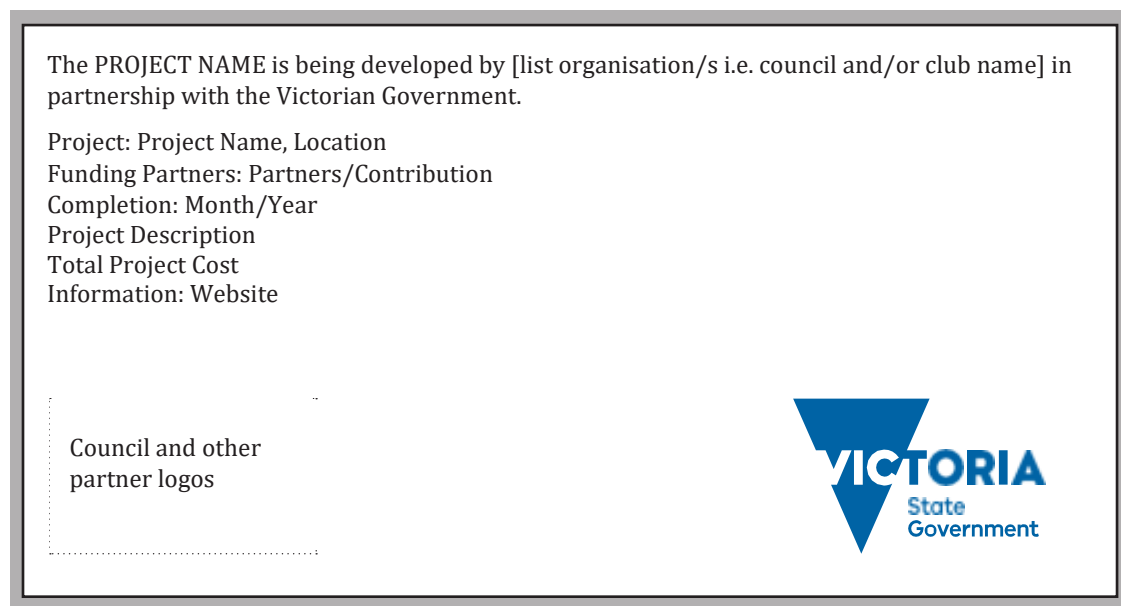 The PROJECT NAME is being developed by [list organisation/s i.e. council and/or club name] in
partnership with the Victorian Government.
Project: Project Name, Location
Funding Partners: Partners/Contribution
Completion: Month/Year
Project Description
Total Project Cost
Information: Website
Council and other
partner logos
VICTORIA
State
Government